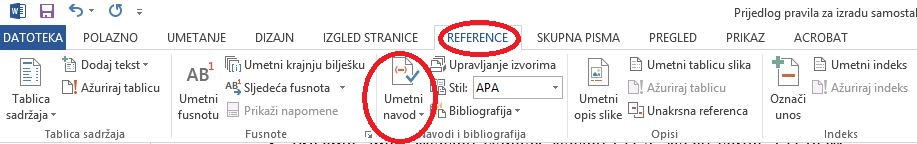 Prijedlog pravila za izradu samostal
DATOTEKA POLAZNO UMETANJE DIZAJN IZGLED STRANICE REFERENCE SKUPNA PISMA PREGLED PRIKAZ ACROBAT
Tablica
sadržaja
Dodaj tekst
Ažuriraj tablicu
Tablica sadržaja
AB1
Umetni
fusnotu
Umetni krajnju bilješku
AB1 Sljedeća fusnota
Prikaži napomene
Fusnote
Umetni
navod
Upravljanje izvorima
Stil: APA
Bibliografija
Navodi i bibliografija
Umetni
opis slike
Umetni tablicu slika
Ažuriraj tablicu
Unakrsna referenca
Opisi
Označi
unos
Umetni indeks
Ažuriraj indeks
Indeks